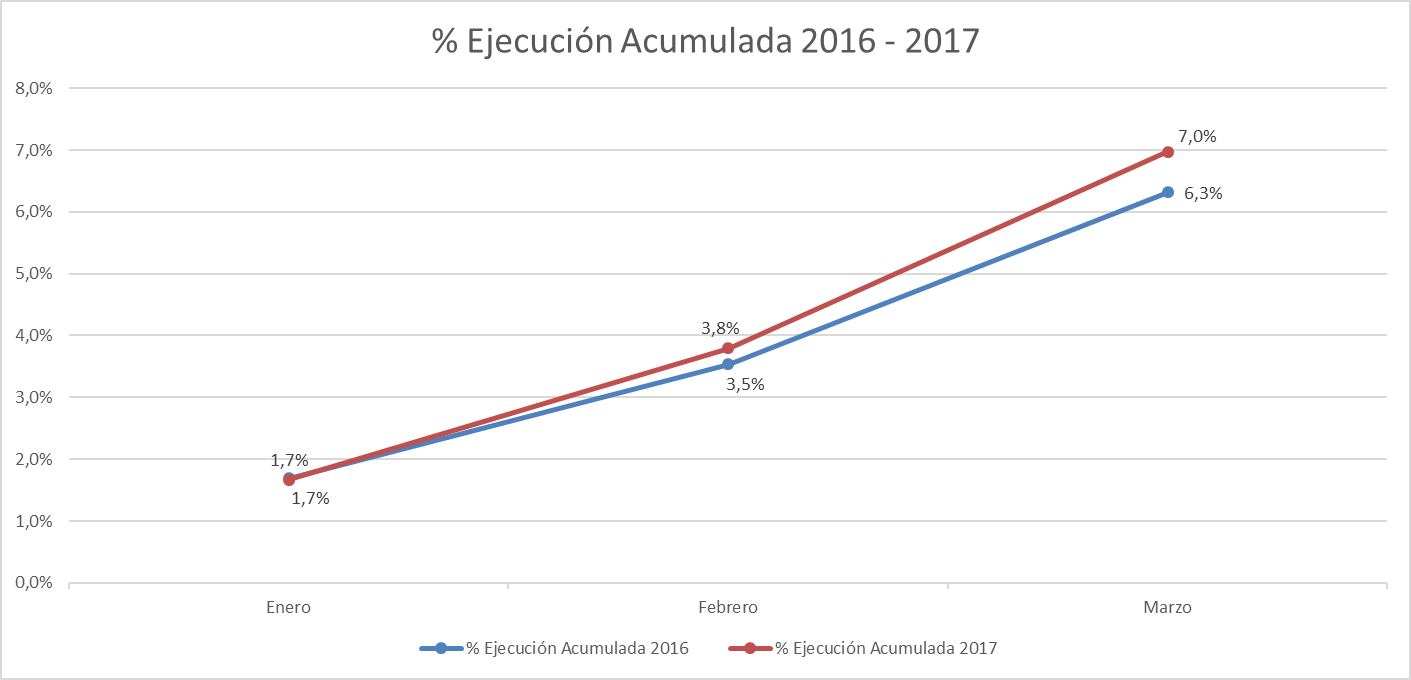 % Ejecución Acumulada 2016 - 2017
8,0%
7,0%
6,0%
5,0%
4,0%
3,0%
2,0%
1,0%
0,0%
1,7%
1,7%
3,8%
3,5%
7,0%
6,3%
Enero
Febrero
Marzo
% Ejecución Acumulada 2016
% Ejecución Acumulada 2017